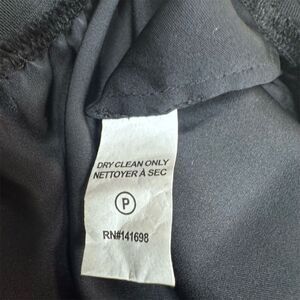 DRY CLEAN ONLY
NETTOYER À SEC
P
RN#141698